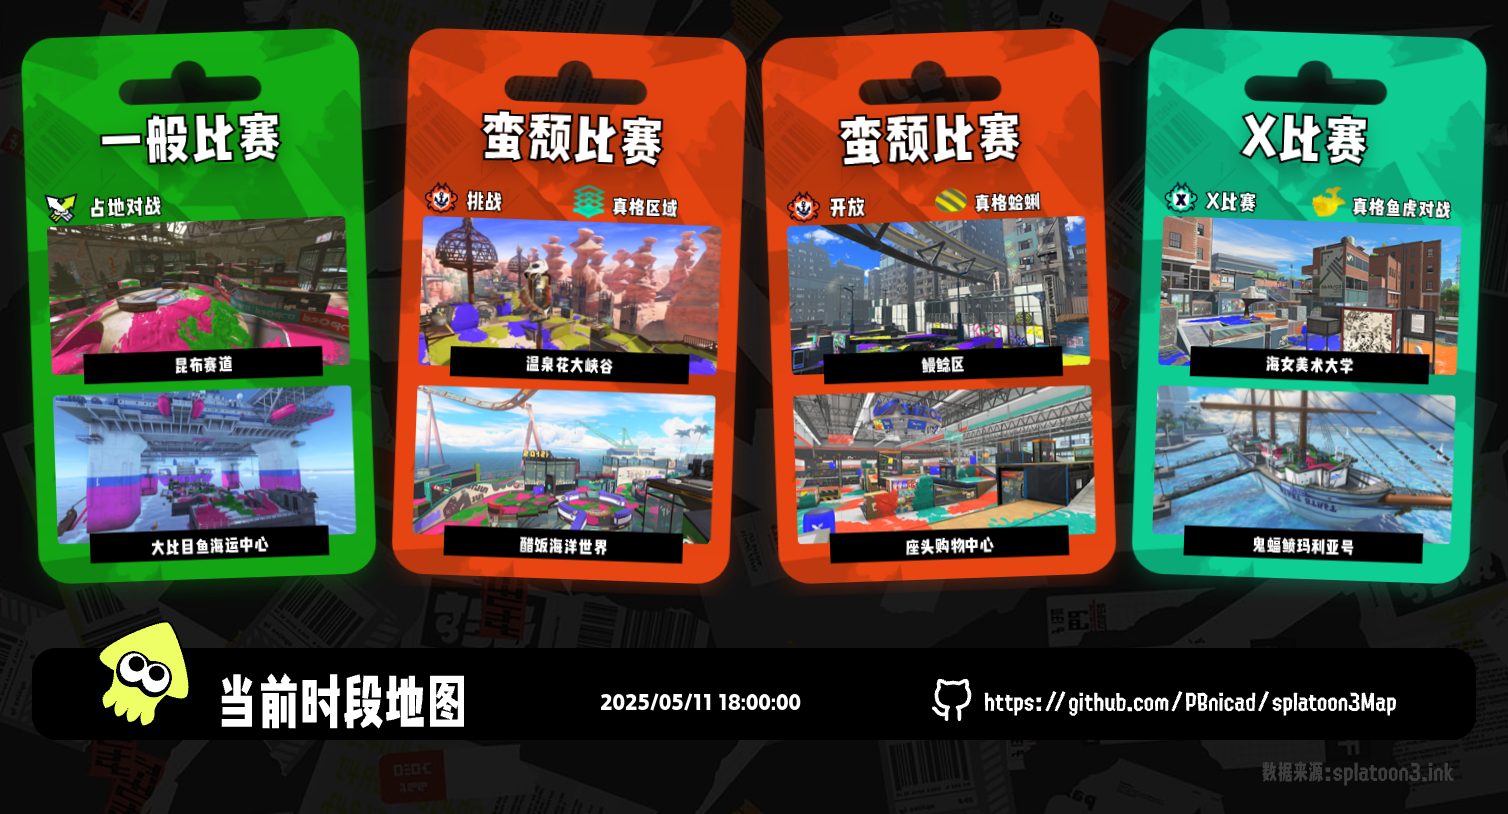 一般比赛
占地对战
昆布赛道
大比目鱼海运中心
蛮颓比赛
挑战
真格区域
温泉花大峡谷
醋饭海洋世界
蛮颓比赛
开放
真格蛤蜊
鳗鲶区
座头购物中心
X比赛
X比赛
真格鱼虎对战
海女美术大学
鬼蝠鲼玛利亚号
当前时段地图
2025/05/11 18:00:00
https://github.com/PBnicad/splatoon3Map
数据来源:splatoon3.ink